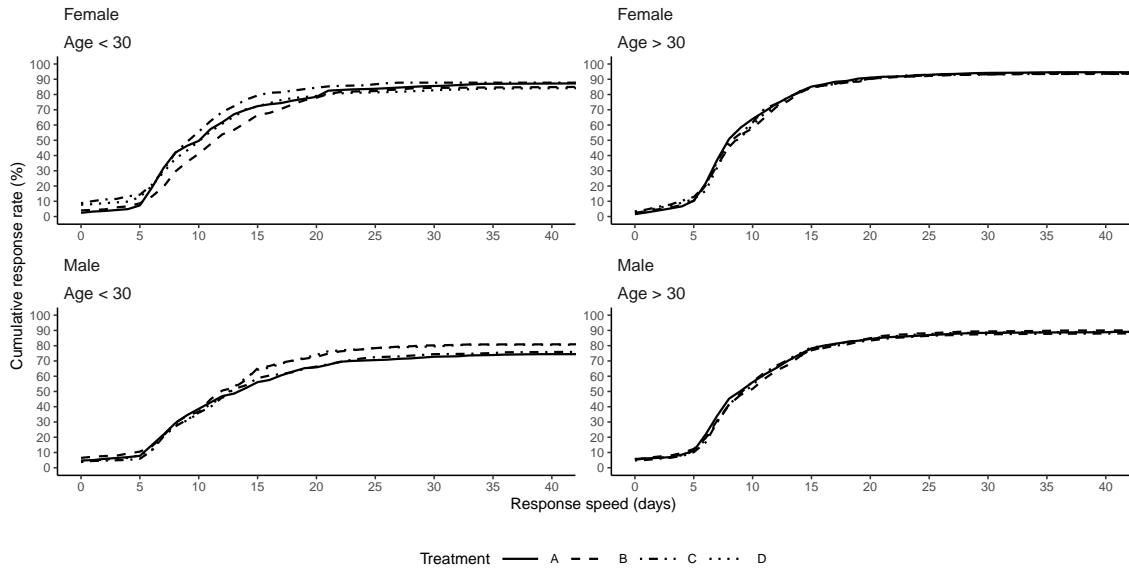 Female
Age < 30
100
90
80
70
60
50
40
30
20
10
0
0 5 10 15 20 25 30 35 40
Female
Age > 30
100
90
80
70
60
50
40
30
20
10
0
0 5 10 15 20 25 30 35 40
Male
Age < 30
100
90
80
70
60
50
40
30
20
10
0
0 5 10 15 20 25 30 35 40
Male
Age > 30
100
90
80
70
60
50
40
30
20
10
0
0 5 10 15 20 25 30 35 40
Cumulative response rate (%)
Response speed (days)
Treatment A B C D